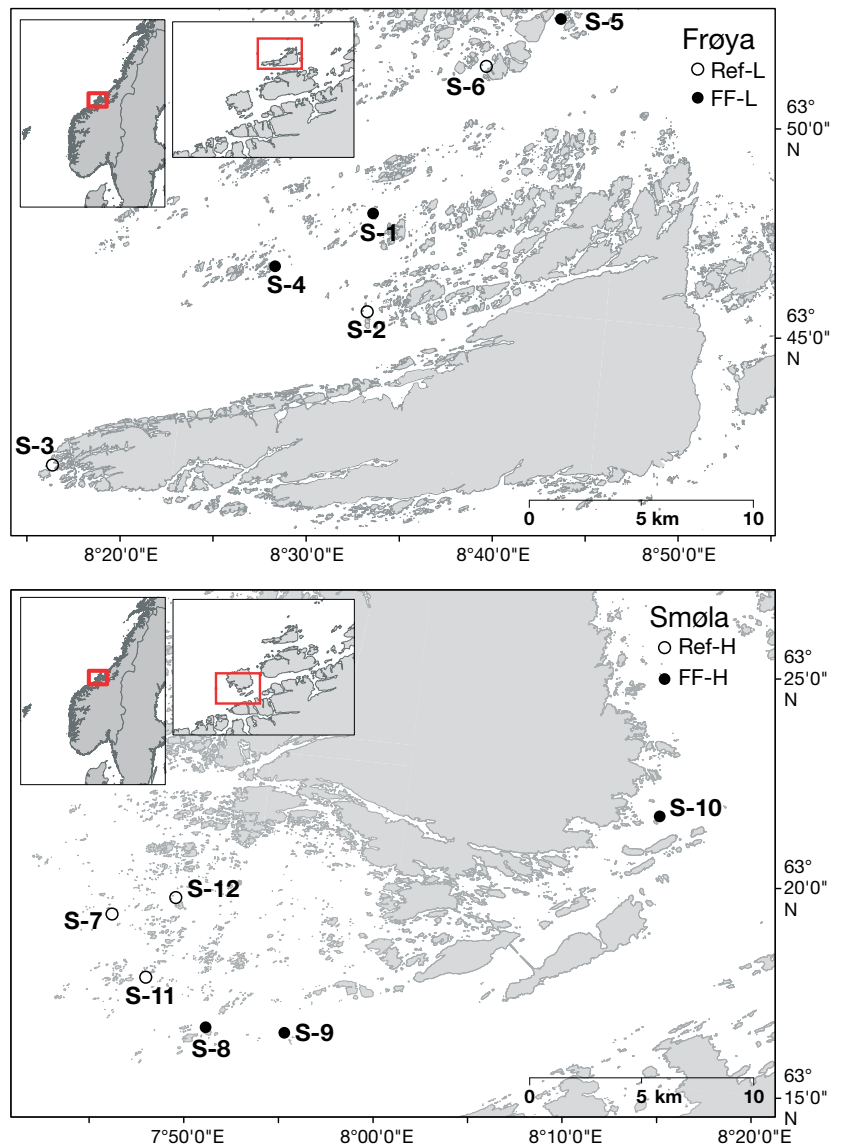 S-5
Frøya
S-6
Ref-L
FF-L
63°
50'0"
N
S-1
S-4
S-2
63°
45'0"
N
S-3
0 5 km 10
8°20'0"E 8°30'0"E 8°40'0"E 8°50'0"E
Smøla
Ref-H
FF-H
63°
25'0"
N
S-10
63°
20'0"
N
S-12
S-7
S-11
S-8
S-9
0 5 km 10
63°
15'0"
N
7°50'0"E 8°00'0"E 8°10'0"E 8°20'0"E